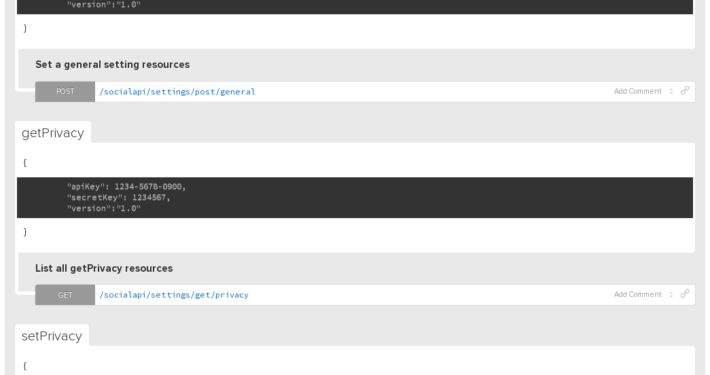 "version":"1.0"
}
Set a general setting resources
POST /socialapi/settings/post/general Add Comment
getPrivacy
{
"apiKey": 1234-5678-0900,
"secretKey": 1234567,
"version":"1.0"
}
List all getPrivacy resources
GET /socialapi/settings/get/privacy Add Comment
setPrivacy
{